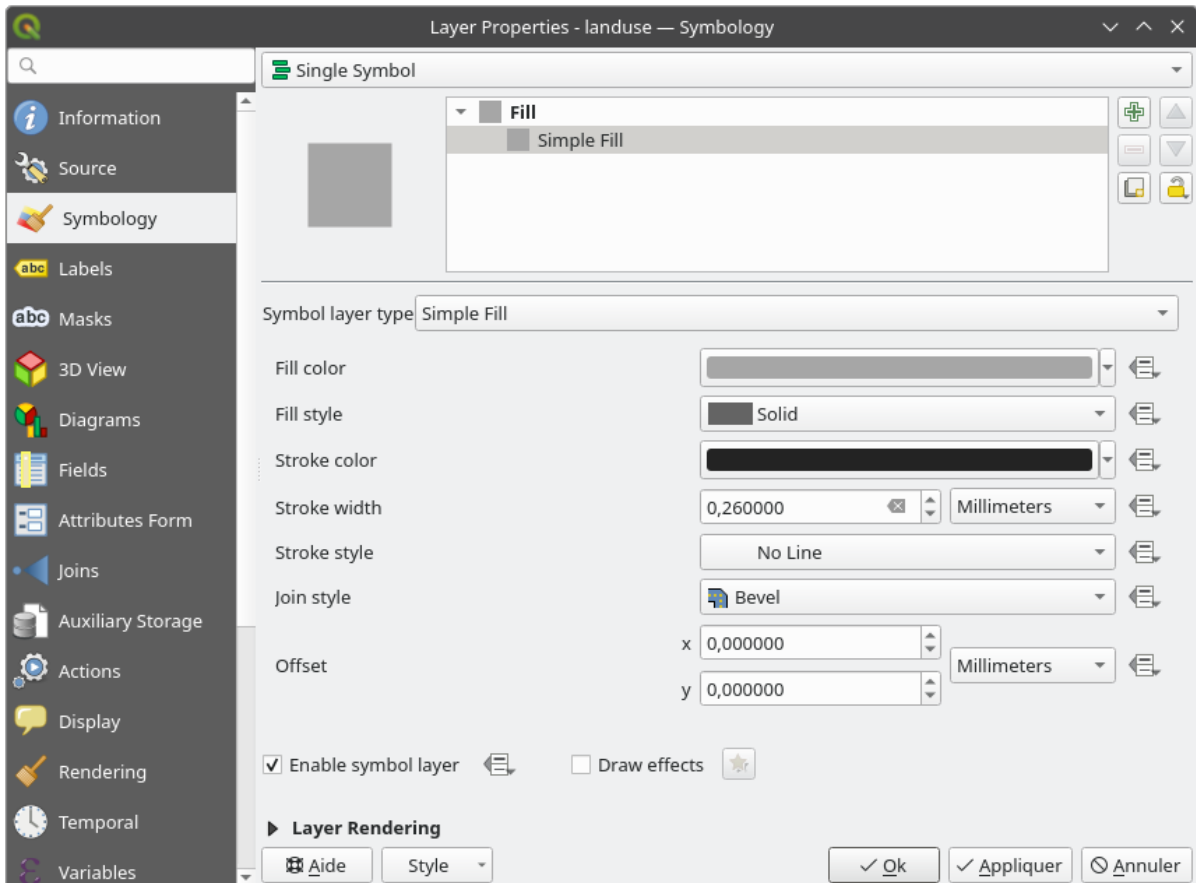 Layer Properties - landuse — Symbology
Single Symbol
Information
Source
Symbology
abc Labels
abc Masks
3D View
Diagrams
Fields
Attributes Form
Joins
Auxiliary Storage
Actions
Display
Rendering
Temporal
Variables
Fill
Simple Fill
Symbol layer type Simple Fill
Fill color
Fill style Solid
Stroke color
Stroke width 0,260000 Millimeters
Stroke style No Line
Join style Bevel
x 0,000000
Offset Millimeters
y 0,000000
Enable symbol layer Draw effects
Layer Rendering
Aide Style Ok Appliquer Annuler